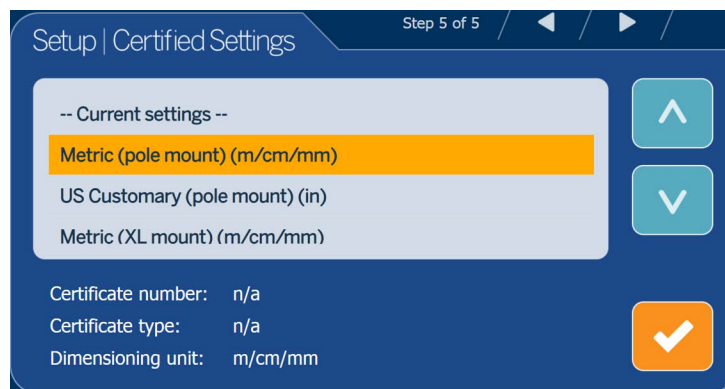 Setup | Certified Settings
Step 5 of 5
-- Current settings --
Metric (pole mount) (m/cm/mm)
US Customary (pole mount) (in)
Metric (XL mount) (m/cm/mm)
Certificate number: n/a
Certificate type: n/a
Dimensioning unit: m/cm/mm